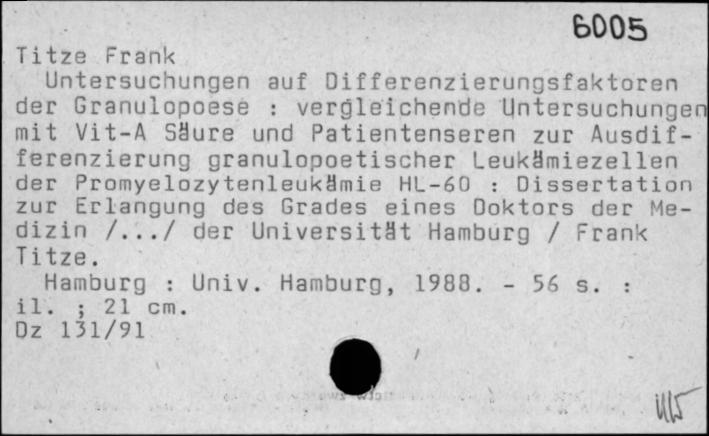 6005
Titze Frank
Untersuchungen auf Differenzierungsfaktoren
der Granulopoese : vergleichende Untersuchungen
mit Vit-A Säure und Patientenseren zur Ausdif-
ferenzierung granulopoetischer Leukämiezellen
der Promyelozytenleukämie HL-60 : Dissertation
zur Erlangung des Grades eines Doktors der Me-
dizin /.../ der Universität Hamburg / Frank
Titze.
Hamburg : Univ. Hamburg, 1988. - 56 s. :
il. ; 21 cm.
Dz 131/91